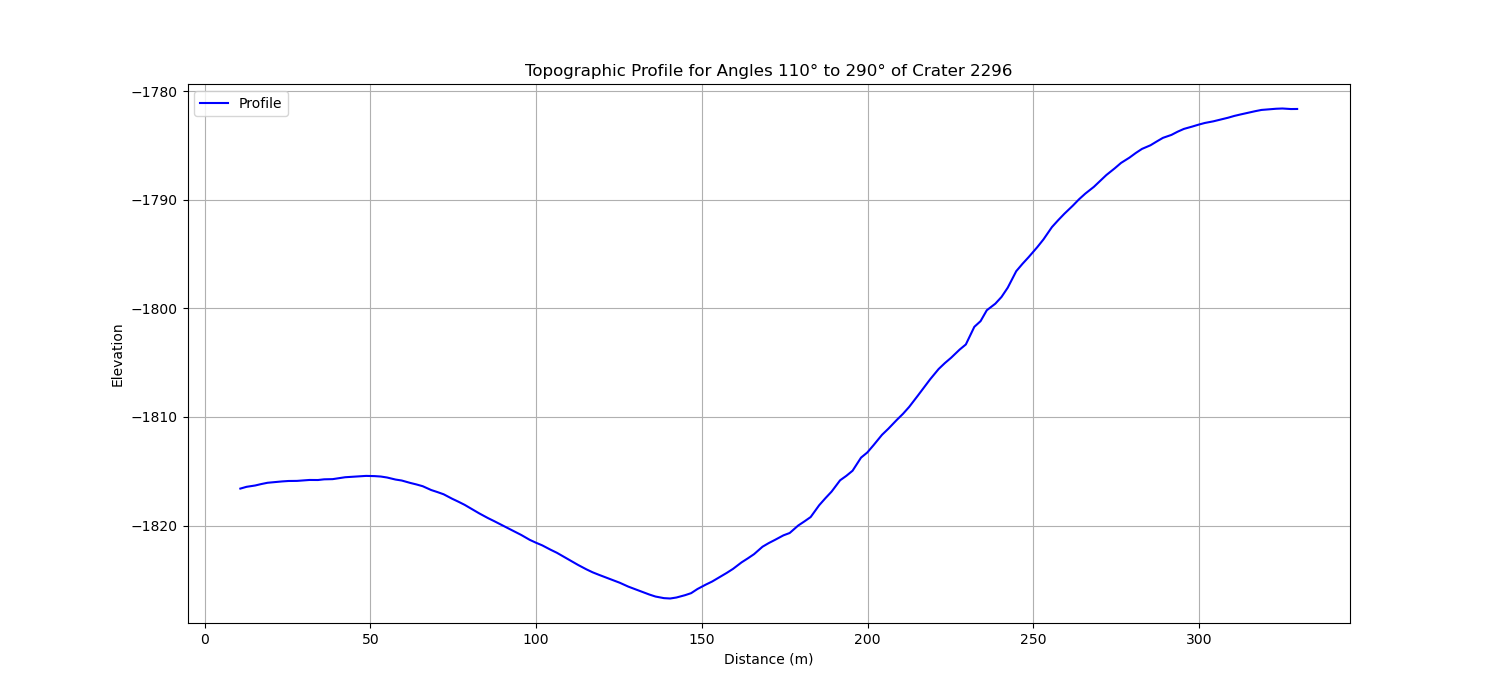 Topographic Profile for Angles 110° to 290° of Crater 2296
Profile
Elevation
−1780
−1790
−1800
−1810
−1820
0 50 100 150 200 250 300
Distance (m)